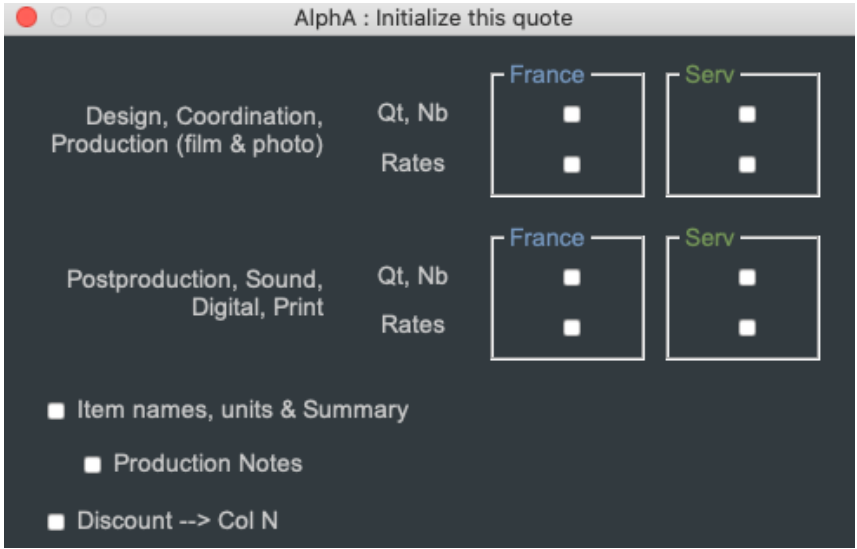 AlphA : Initialize this quote
France
Serv
Design, Coordination,
Production (film & photo)
Qt, Nb
Rates
France
Serv
Postproduction, Sound,
Digital, Print
Qt, Nb
Rates
Item names, units & Summary
Production Notes
Discount --> Col N